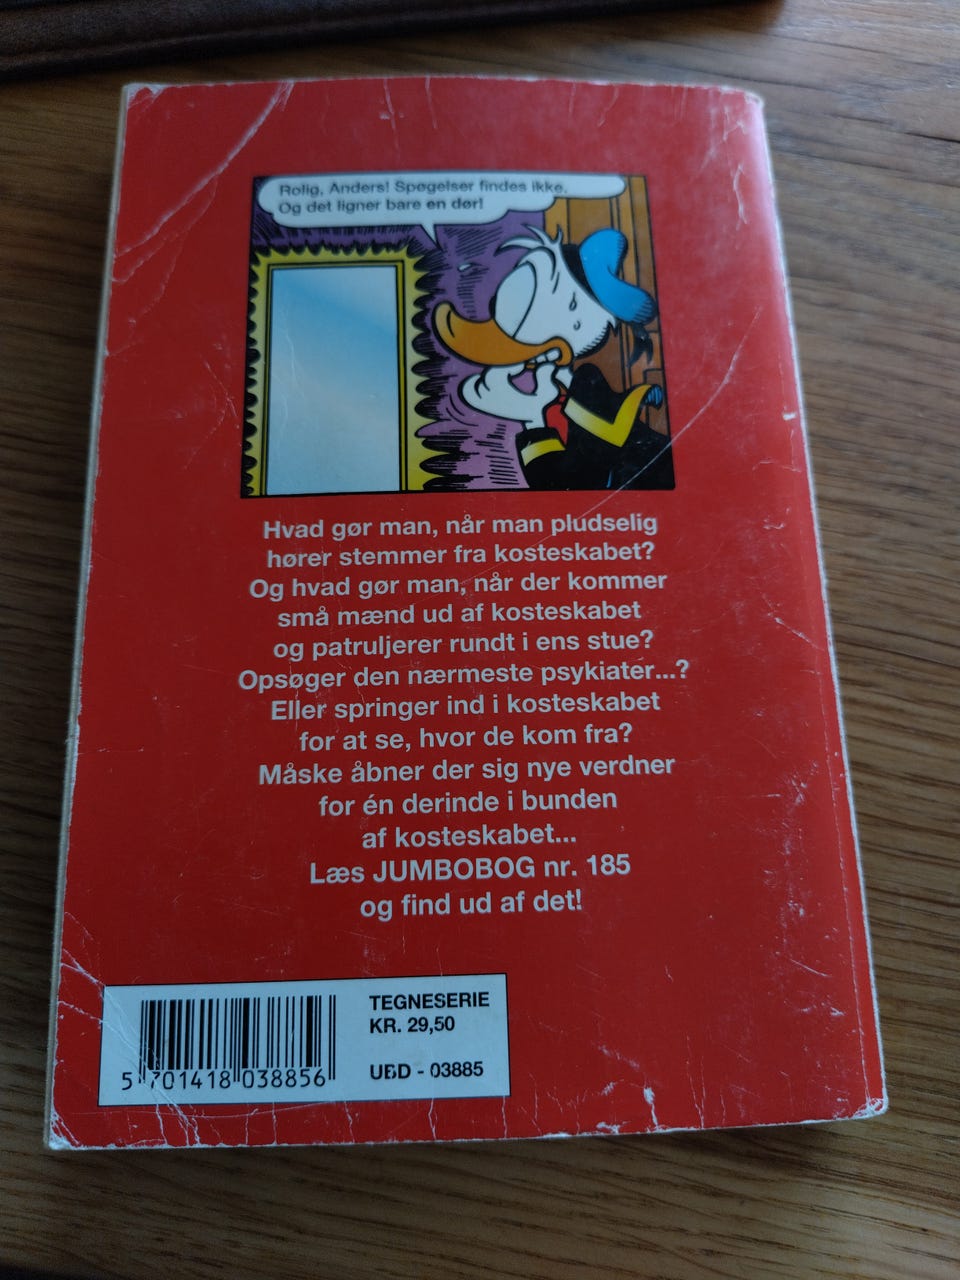 Rolig, Anders! Spøgelser findes ikke.
Og det ligner bare en dør!
Hvad gør man, når man pludselig
hører stemmer fra kosteskabet?
Og hvad gør man, når der kommer
små mænd ud af kosteskabet
og patruljerer rundt i ens stue?
Opsøger den nærmeste psykiater...?
Eller springer ind i kosteskabet
for at se, hvor de kom fra?
Måske åbner der sig nye verdner
for én derinde i bunden
af kosteskabet...
Læs JUMBOBOG nr. 185
og find ud af det!
TEGNESERIE
KR. 29,50
UBD - 03885
5 701418 038856